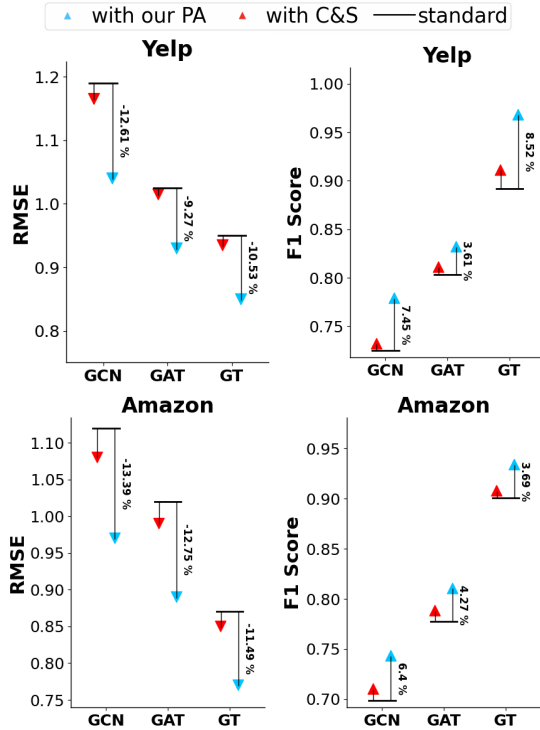 with our PA with C&S standard
Yelp
RMSE
1.2
1.1
1.0
0.9
0.8
-12.61 %
-9.27 %
-10.53 %
GCN GAT GT
Yelp
F1 Score
1.00
0.95
0.90
0.85
0.80
0.75
7.45 %
3.61 %
8.52 %
GCN GAT GT
Amazon
RMSE
1.10
1.05
1.00
0.95
0.90
0.85
0.80
0.75
-13.39 %
-12.75 %
-11.49 %
GCN GAT GT
Amazon
F1 Score
0.95
0.90
0.85
0.80
0.75
0.70
6.4 %
4.27 %
3.69 %
GCN GAT GT